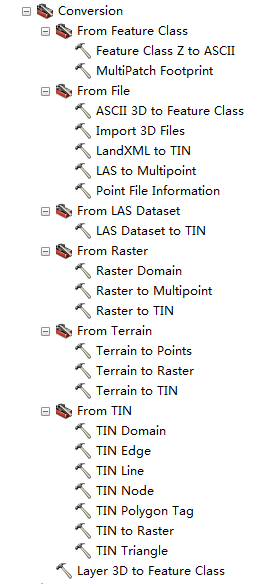 Conversion
From Feature Class
Feature Class Z to ASCII
MultiPatch Footprint
From File
ASCII 3D to Feature Class
Import 3D Files
LandXML to TIN
LAS to Multipoint
Point File Information
From LAS Dataset
LAS Dataset to TIN
From Raster
Raster Domain
Raster to Multipoint
Raster to TIN
From Terrain
Terrain to Points
Terrain to Raster
Terrain to TIN
From TIN
TIN Domain
TIN Edge
TIN Line
TIN Node
TIN Polygon Tag
TIN to Raster
TIN Triangle
Layer 3D to Feature Class